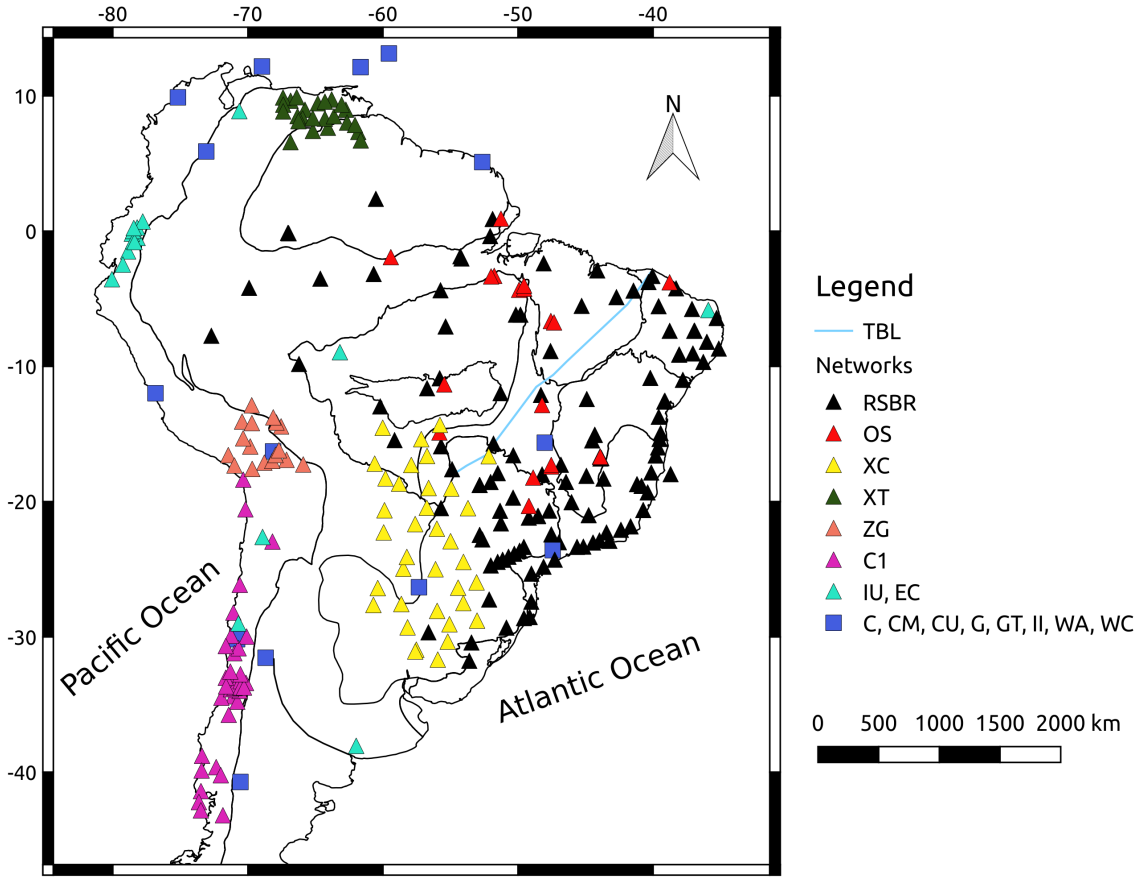 -80 -70 -60 -50 -40
10
0
-10
-20
-30
-40
N
Pacific Ocean
Atlantic Ocean
Legend
TBL
Networks
RSBR
OS
XC
XT
ZG
C1
IU, EC
C, CM, CU, G, GT, II, WA, WC
0 500 1000 1500 2000 km